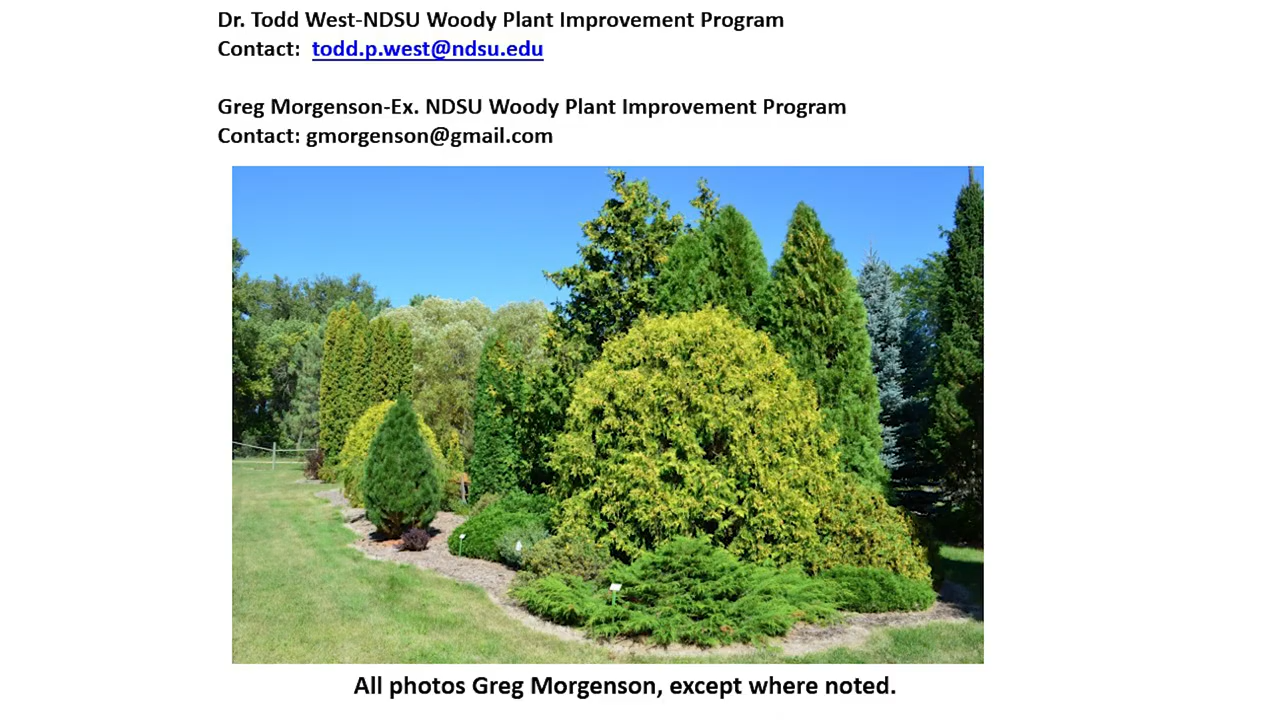 Dr. Todd West-NDSU Woody Plant Improvement Program
Contact:  todd.p.west@ndsu.edu
Greg Morgenson-Ex. NDSU Woody Plant Improvement Program
Contact: gmorgenson@gmail.com
All photos Greg Morgenson, except where noted.